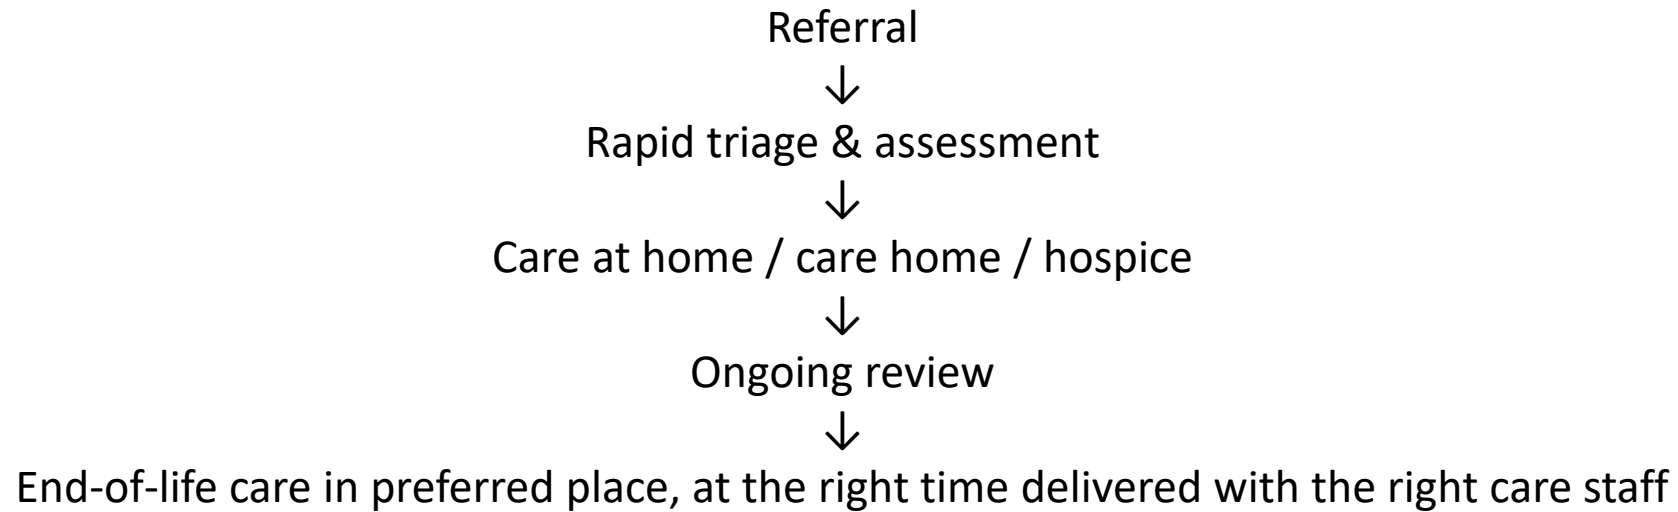 Referral
↓
Rapid triage & assessment
↓
Care at home / care home / hospice
↓
Ongoing review
↓
End-of-life care in preferred place, at the right time delivered with the right care staff